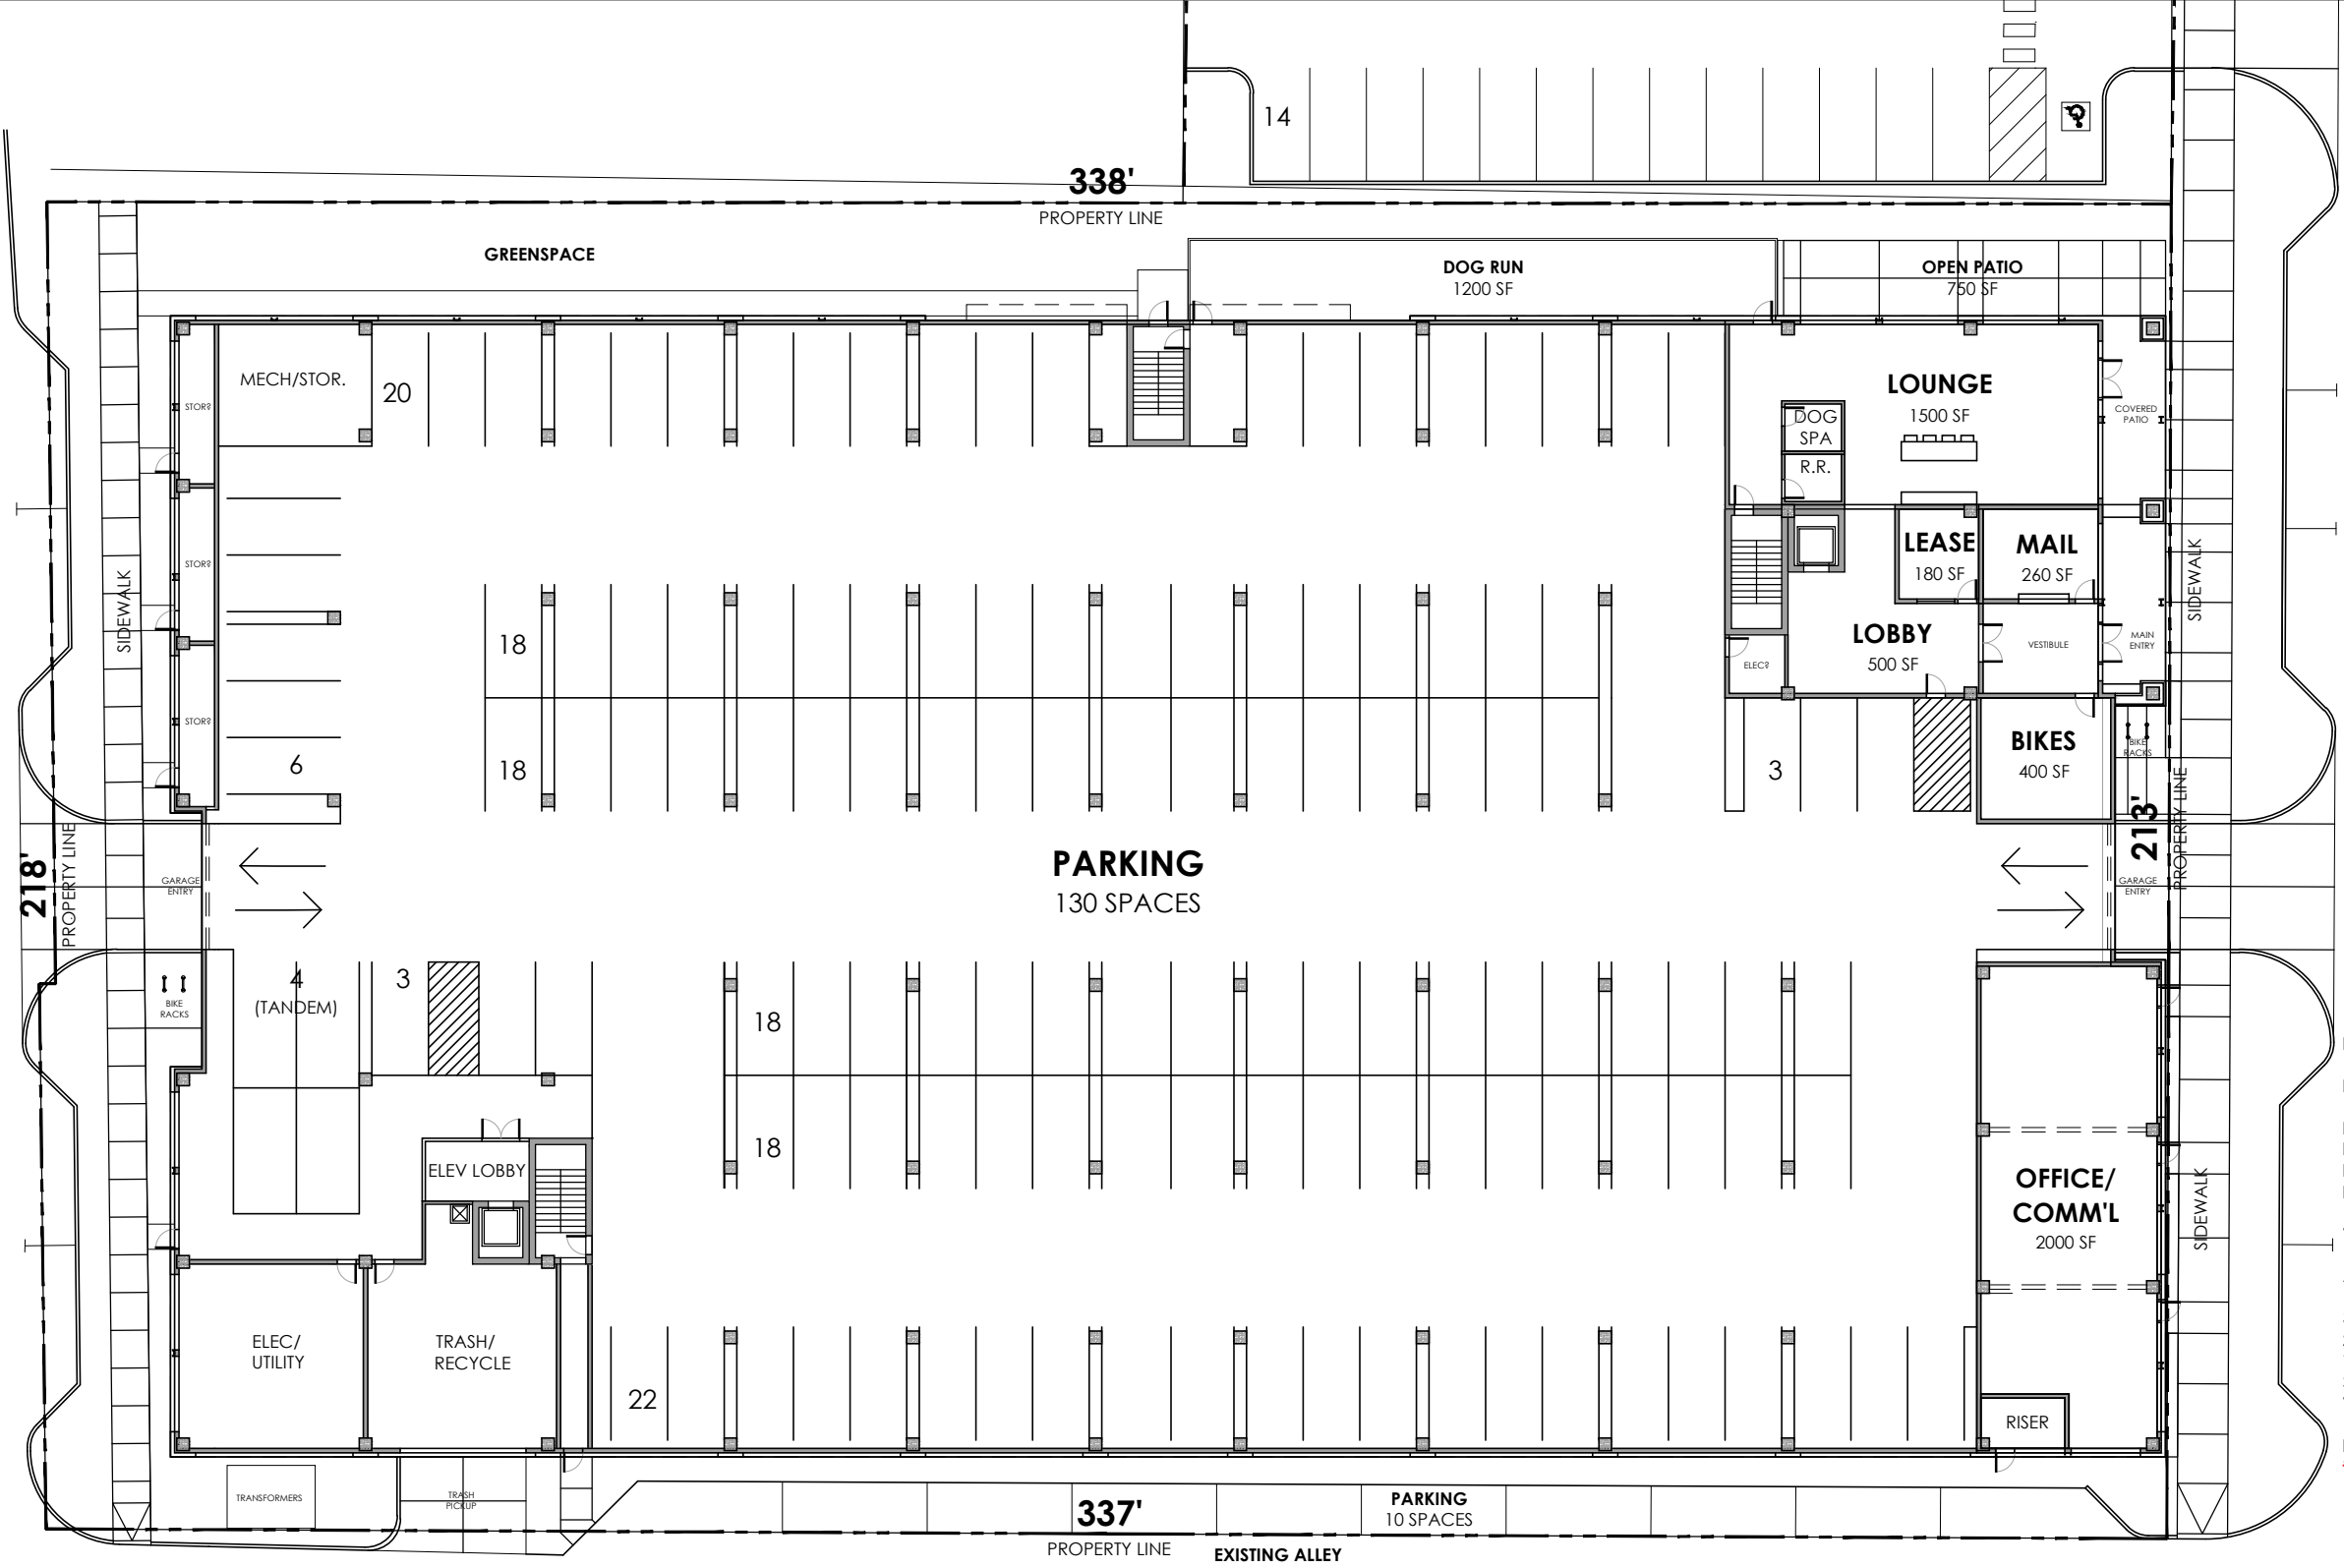 14
338'
PROPERTY LINE
GREENSPACE
DOG RUN
1200 SF
OPEN PATIO
750 SF
MECH/STOR.
20
STOR?
LOUNGE
1500 SF
COVERED
PATIO
DOG
SPA
R.R.
STOR?
LEASE
180 SF
MAIL
260 SF
SIDEWALK
SIDEWALK
18
LOBBY
500 SF
VESTIBULE
MAIN
ENTRY
ELEC?
STOR?
6
18
3
BIKES
400 SF
BIKE
RACKS
218'
PROPERTY LINE
GARAGE
ENTRY
PARKING
130 SPACES
GARAGE
ENTRY
213'
PROPERTY LINE
BIKE
RACKS
4
(TANDEM)
3
18
18
ELEV LOBBY
OFFICE/
COMM'L
2000 SF
SIDEWALK
ELEC/
UTILITY
TRASH/
RECYCLE
22
RISER
TRANSFORMERS
TRASH
PICKUP
337'
PROPERTY LINE
PARKING
10 SPACES
EXISTING ALLEY